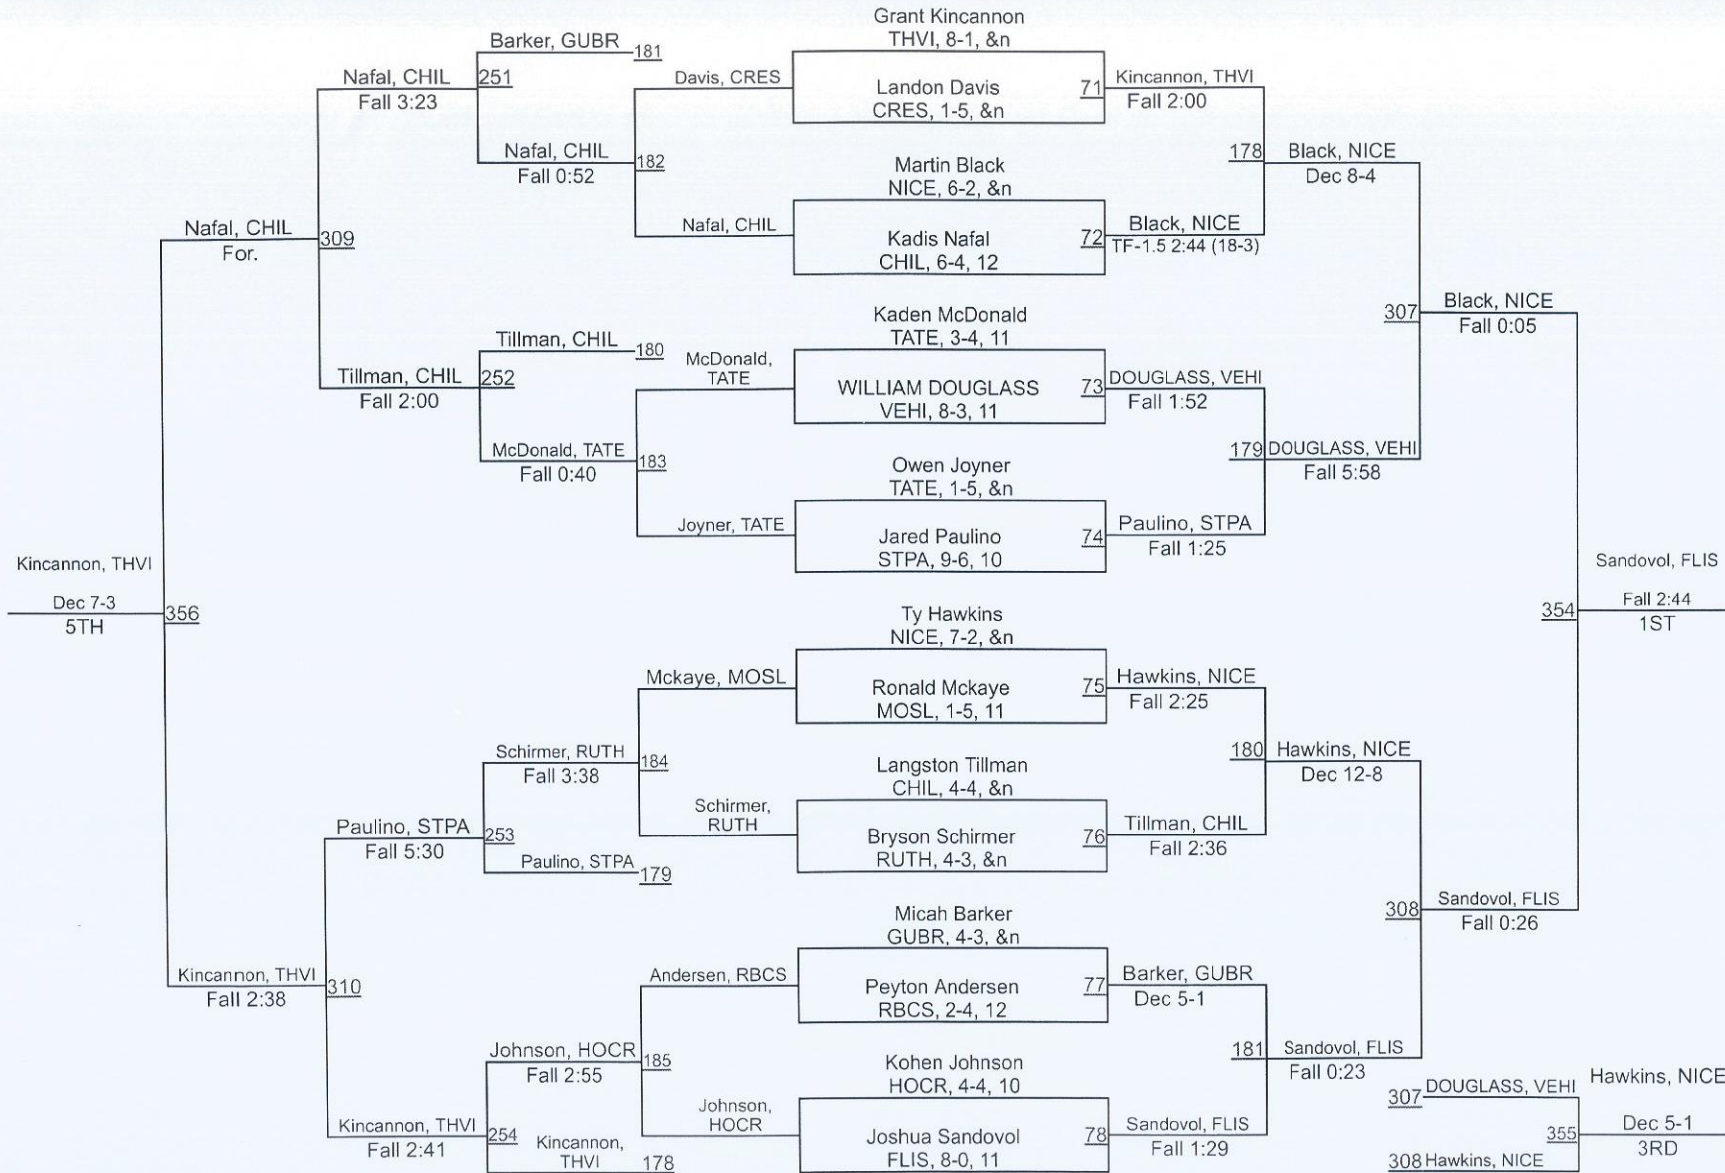 Grant Kincannon
THVI, 8-1, &n
Barker, GUBR
181
Nafal, CHIL
251
Davis, CRES
Landon Davis
CRES, 1-5, &n
71
Kincannon, THVI
Fall 2:00
Fall 3:23
Nafal, CHIL
Fall 0:52
182
Martin Black
NICE, 6-2, &n
178
Black, NICE
Dec 8-4
Nafal, CHIL
For.
309
Nafal, CHIL
Kadis Nafal
CHIL, 6-4, 12
72
Black, NICE
TF-1.5 2:44 (18-3)
Kaden McDonald
TATE, 3-4, 11
307
Black, NICE
Fall 0:05
Tillman, CHIL
180
Tillman, CHIL
252
Fall 2:00
McDonald,
TATE
WILLIAM DOUGLASS
VEHI, 8-3, 11
73
DOUGLASS, VEHI
Fall 1:52
McDonald, TATE
Fall 0:40
183
Owen Joyner
TATE, 1-5, &n
179
DOUGLASS, VEHI
Fall 5:58
Joyner, TATE
Jared Paulino
STPA, 9-6, 10
74
Paulino, STPA
Fall 1:25
Kincannon, THVI
Dec 7-3
5TH
356
Sandovol, FLIS
Fall 2:44
1ST
354
Ty Hawkins
NICE, 7-2, &n
Mckaye, MOSL
Ronald Mckaye
MOSL, 1-5, 11
75
Hawkins, NICE
Fall 2:25
Schirmer, RUTH
Fall 3:38
184
Langston Tillman
CHIL, 4-4, &n
180
Hawkins, NICE
Dec 12-8
Schirmer,
RUTH
Bryson Schirmer
RUTH, 4-3, &n
76
Tillman, CHIL
Fall 2:36
Paulino, STPA
Fall 5:30
253
Paulino, STPA
179
Micah Barker
GUBR, 4-3, &n
308
Sandovol, FLIS
Fall 0:26
Kincannon, THVI
Fall 2:38
310
Andersen, RBCS
Peyton Andersen
RBCS, 2-4, 12
77
Barker, GUBR
Dec 5-1
Johnson, HOCR
Fall 2:55
185
Kohen Johnson
HOCR, 4-4, 10
181
Sandovol, FLIS
Fall 0:23
Kincannon, THVI
Fall 2:41
254
Kincannon,
THVI
178
Johnson,
HOCR
Joshua Sandovol
FLIS, 8-0, 11
78
Sandovol, FLIS
Fall 1:29
307
DOUGLASS, VEHI
Hawkins, NICE
355
Dec 5-1
3RD
308
Hawkins, NICE